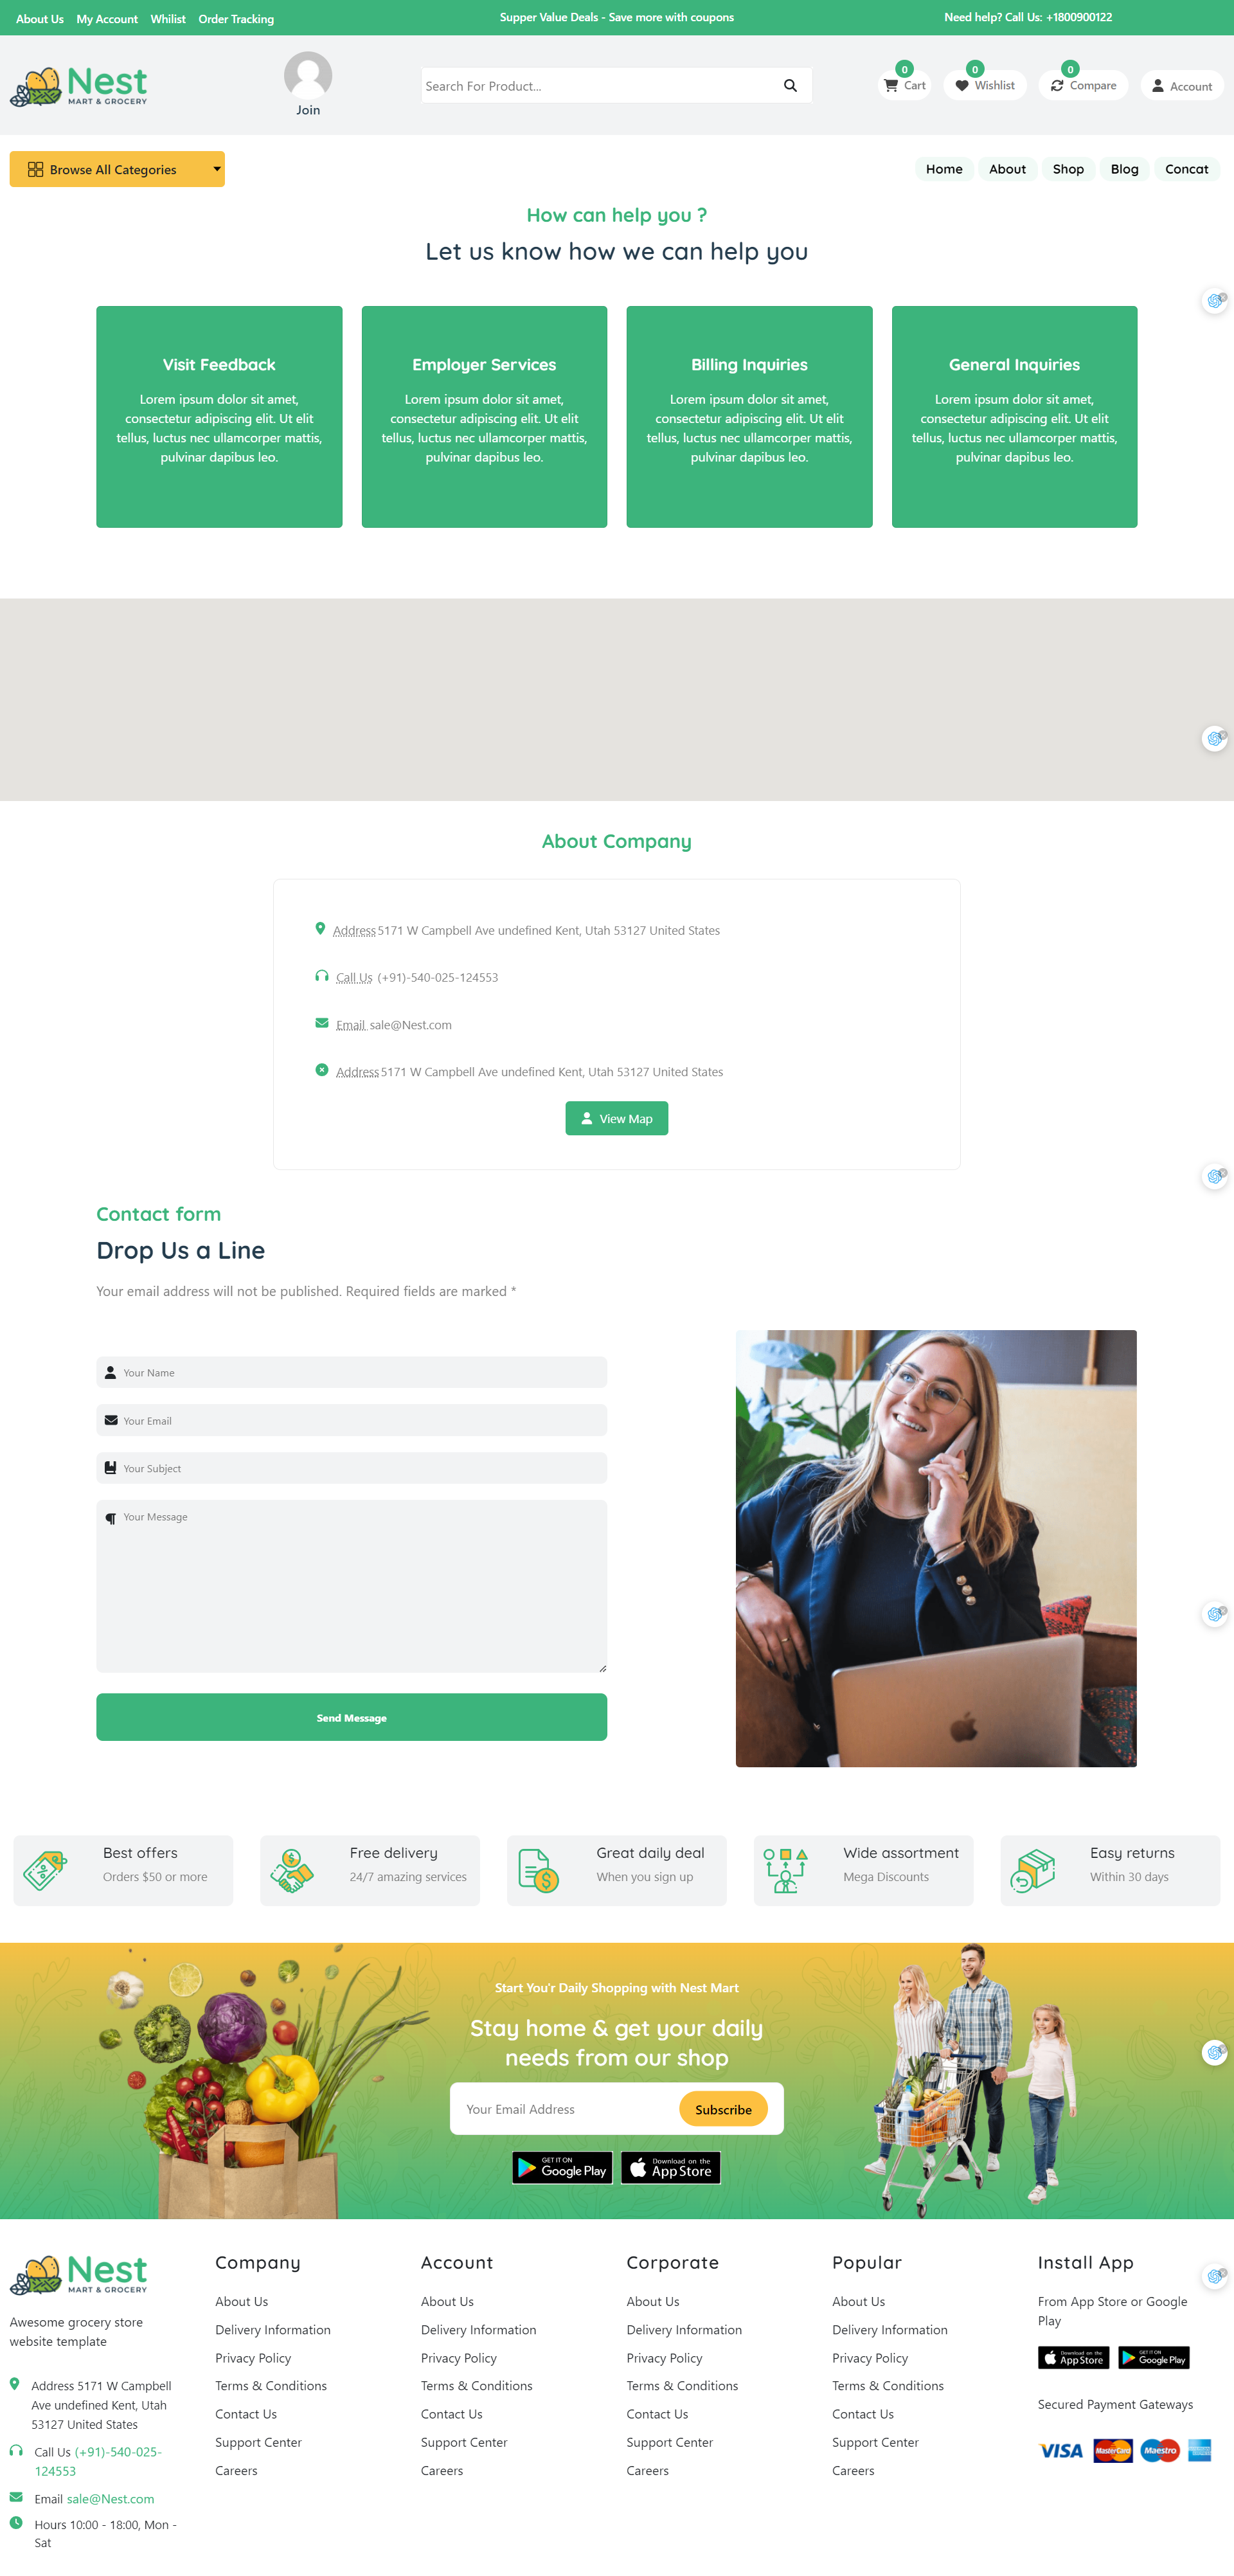 About Us My Account Whilist Order Tracking
Supper Value Deals - Save more with coupons
Need help? Call Us: +1800900122
Nest
MART & GROCERY
Join
Search For Product...
0
Cart
0
Wishlist
0
Compare
Account
Browse All Categories
Home About Shop Blog Concat
How can help you ?
Let us know how we can help you
Visit Feedback
Lorem ipsum dolor sit amet,
consectetur adipiscing elit. Ut elit
tellus, luctus nec ullamcorper mattis,
pulvinar dapibus leo.
Employer Services
Lorem ipsum dolor sit amet,
consectetur adipiscing elit. Ut elit
tellus, luctus nec ullamcorper mattis,
pulvinar dapibus leo.
Billing Inquiries
Lorem ipsum dolor sit amet,
consectetur adipiscing elit. Ut elit
tellus, luctus nec ullamcorper mattis,
pulvinar dapibus leo.
General Inquiries
Lorem ipsum dolor sit amet,
consectetur adipiscing elit. Ut elit
tellus, luctus nec ullamcorper mattis,
pulvinar dapibus leo.
About Company
Address 5171 W Campbell Ave undefined Kent, Utah 53127 United States
Call Us (+91)-540-025-124553
Email sale@Nest.com
Address 5171 W Campbell Ave undefined Kent, Utah 53127 United States
View Map
Contact form
Drop Us a Line
Your email address will not be published. Required fields are marked *
Your Name
Your Email
Your Subject
Your Message
Send Message
Best offers
Orders $50 or more
Free delivery
24/7 amazing services
Great daily deal
When you sign up
Wide assortment
Mega Discounts
Easy returns
Within 30 days
Start You'r Daily Shopping with Nest Mart
Stay home & get your daily
needs from our shop
Your Email Address
Subscribe
GET IT ON
Google Play
Download on the
App Store
Nest
MART & GROCERY
Awesome grocery store
website template
Address 5171 W Campbell
Ave undefined Kent, Utah
53127 United States
Call Us (+91)-540-025-
124553
Email sale@Nest.com
Hours 10:00 - 18:00, Mon -
Sat
Company
About Us
Delivery Information
Privacy Policy
Terms & Conditions
Contact Us
Support Center
Careers
Account
About Us
Delivery Information
Privacy Policy
Terms & Conditions
Contact Us
Support Center
Careers
Corporate
About Us
Delivery Information
Privacy Policy
Terms & Conditions
Contact Us
Support Center
Careers
Popular
About Us
Delivery Information
Privacy Policy
Terms & Conditions
Contact Us
Support Center
Careers
Install App
From App Store or Google
Play
Download on the
App Store
GET IT ON
Google Play
Secured Payment Gateways
VISA
MasterCard
Maestro